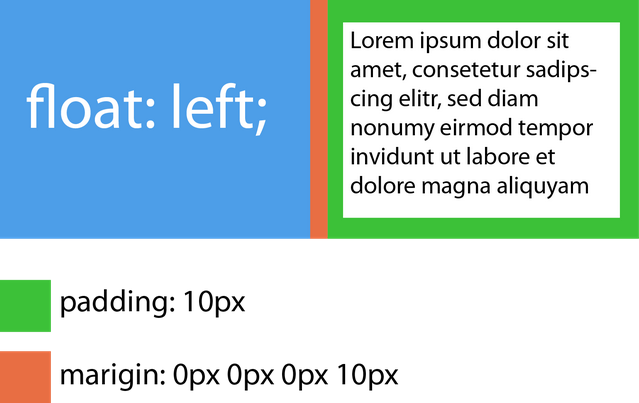 float: left;
Lorem ipsum dolor sit
amet, consetetur sadips-
cing elitr, sed diam
nonumy eirmod tempor
invidunt ut labore et
dolore magna aliquyam
padding: 10px
marigin: 0px 0px 0px 10px